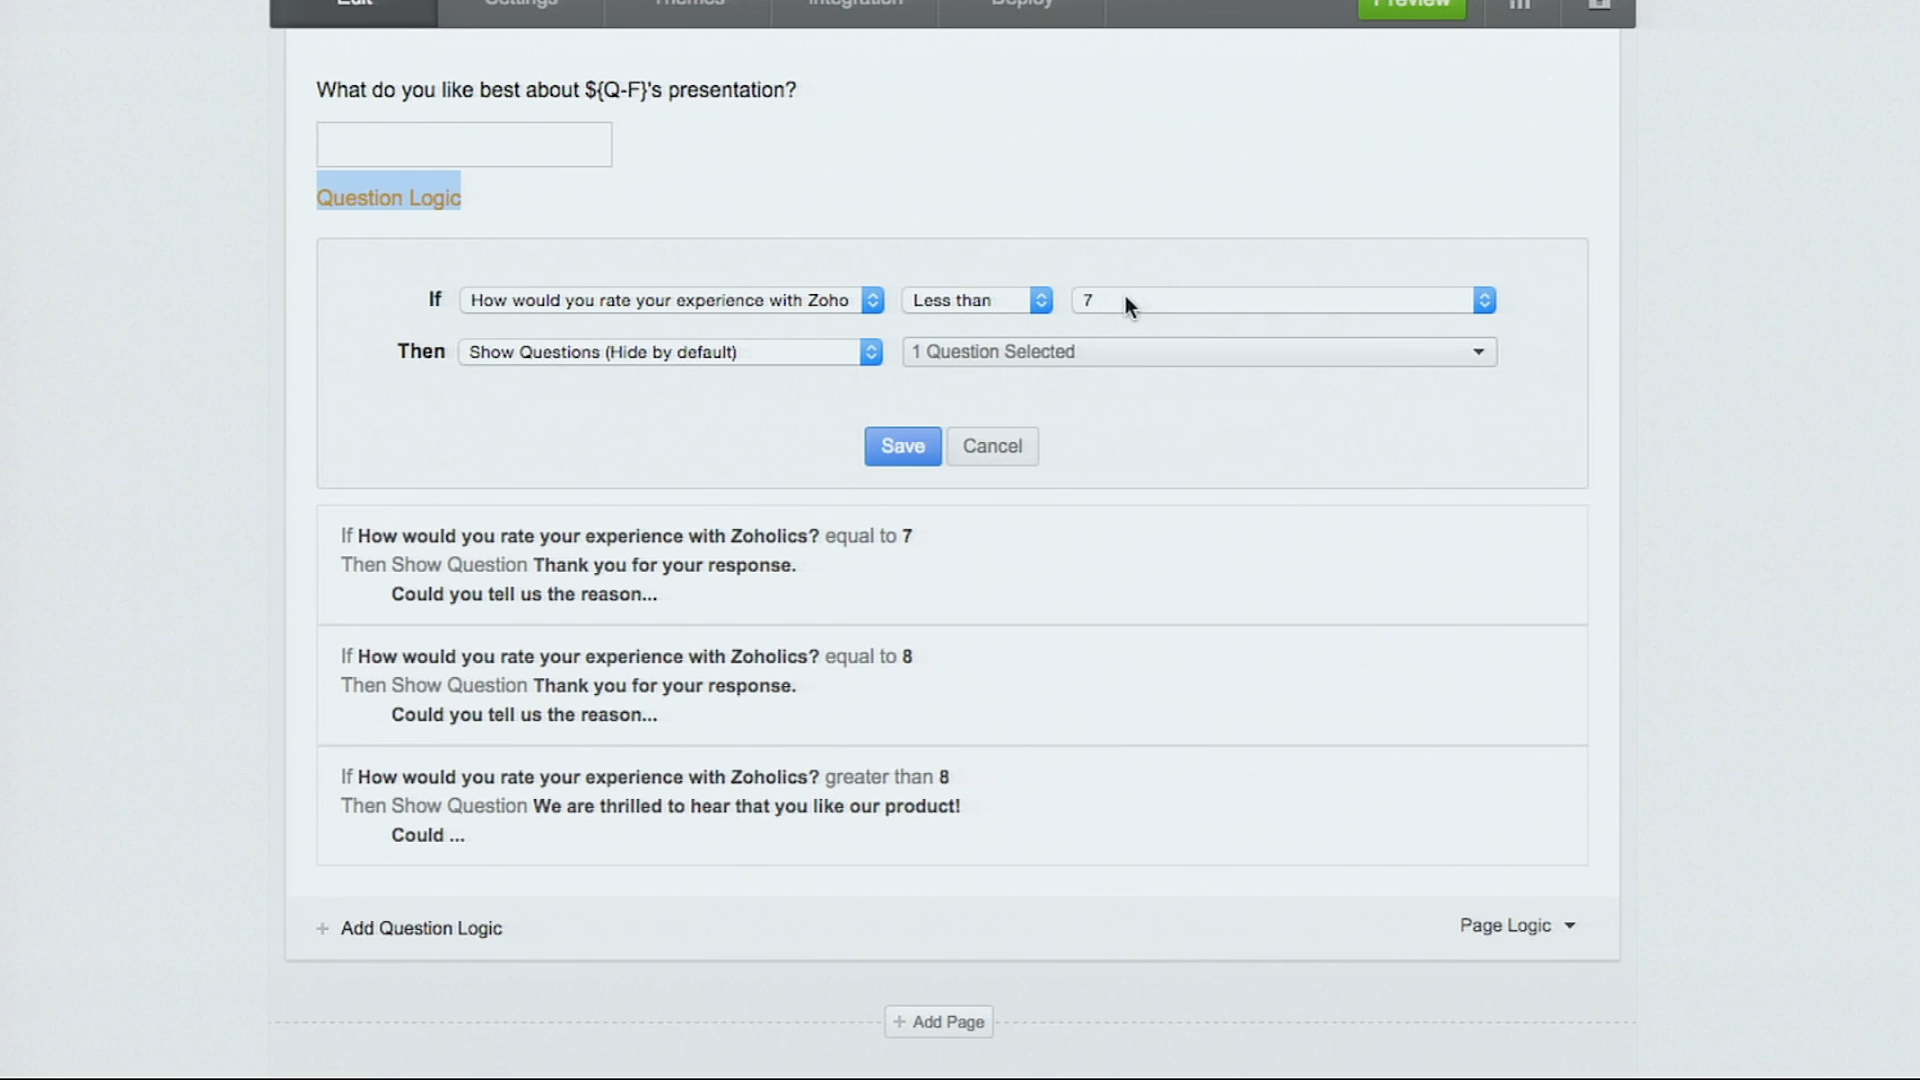 Edit Settings Themes Integration Deploy Preview
What do you like best about ${Q-F}'s presentation?
Question Logic
If How would you rate your experience with Zoho Less than 7
Then Show Questions (Hide by default) 1 Question Selected
Save Cancel
If How would you rate your experience with Zoholics? equal to 7
Then Show Question Thank you for your response.
Could you tell us the reason...
If How would you rate your experience with Zoholics? equal to 8
Then Show Question Thank you for your response.
Could you tell us the reason...
If How would you rate your experience with Zoholics? greater than 8
Then Show Question We are thrilled to hear that you like our product!
Could ...
+ Add Question Logic
Page Logic
+ Add Page